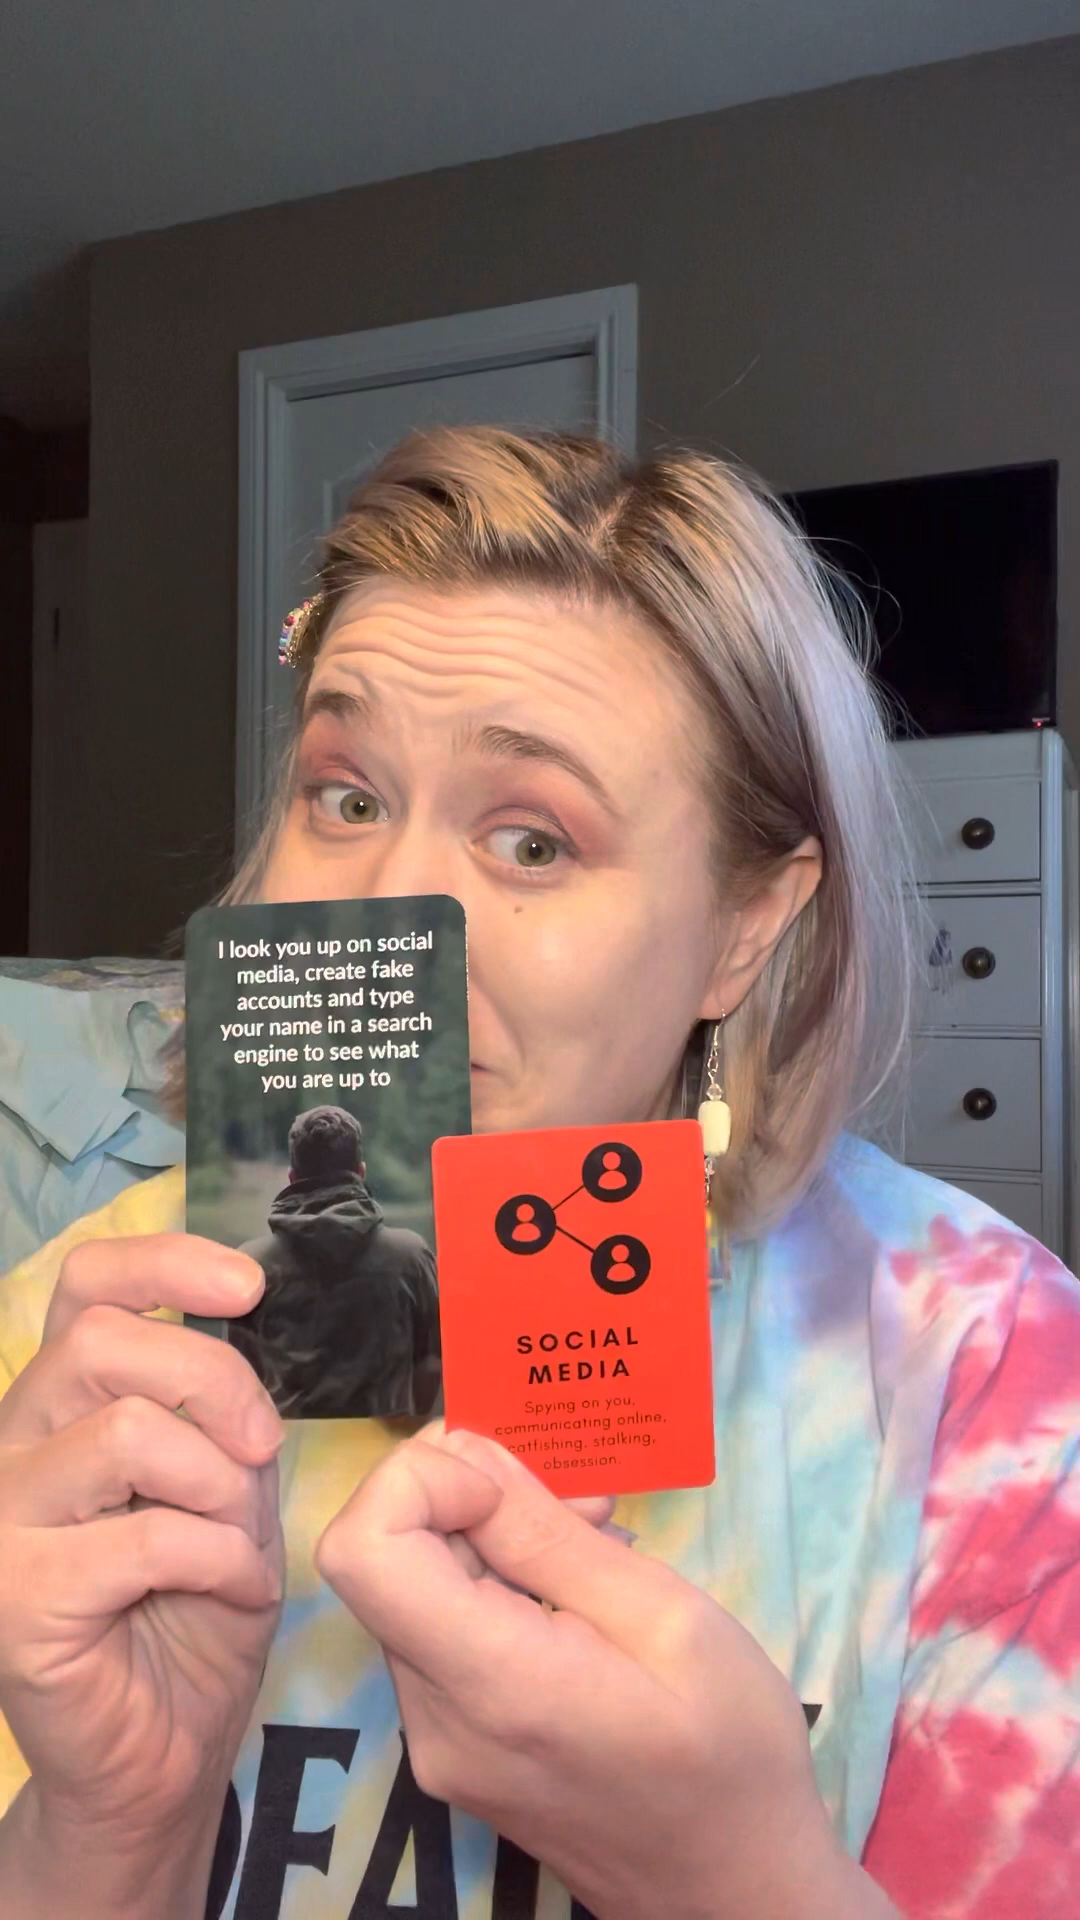 I look you up on social
media, create fake
accounts and type
your name in a search
engine to see what
you are up to
SOCIAL
MEDIA
Spying on you,
communicating online,
catfishing, stalking,
obsession.